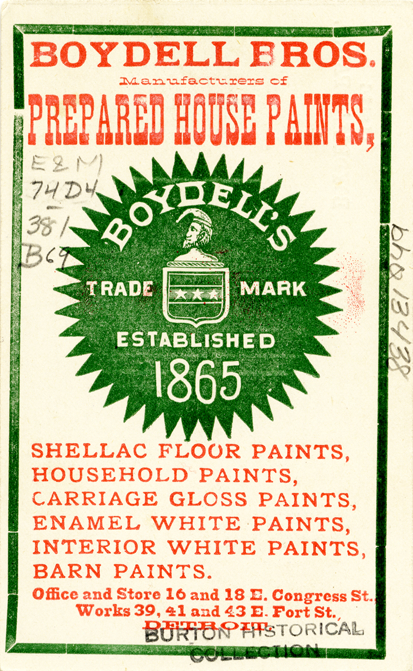 BOYDELL BROS.
Manufacturers of
PREPARED HOUSE PAINTS,
E&M
74D4
381
B69
BOYDELL'S
TRADE MARK
ESTABLISHED
1865
SHELLAC FLOOR PAINTS,
HOUSEHOLD PAINTS,
CARRIAGE GLOSS PAINTS,
ENAMEL WHITE PAINTS,
INTERIOR WHITE PAINTS,
BARN PAINTS.
Office and Store 16 and 18 E. Congress St.,
Works 39, 41 and 43 E. Fort St.,
DETROIT.
BURTON HISTORICAL
COLLECTION